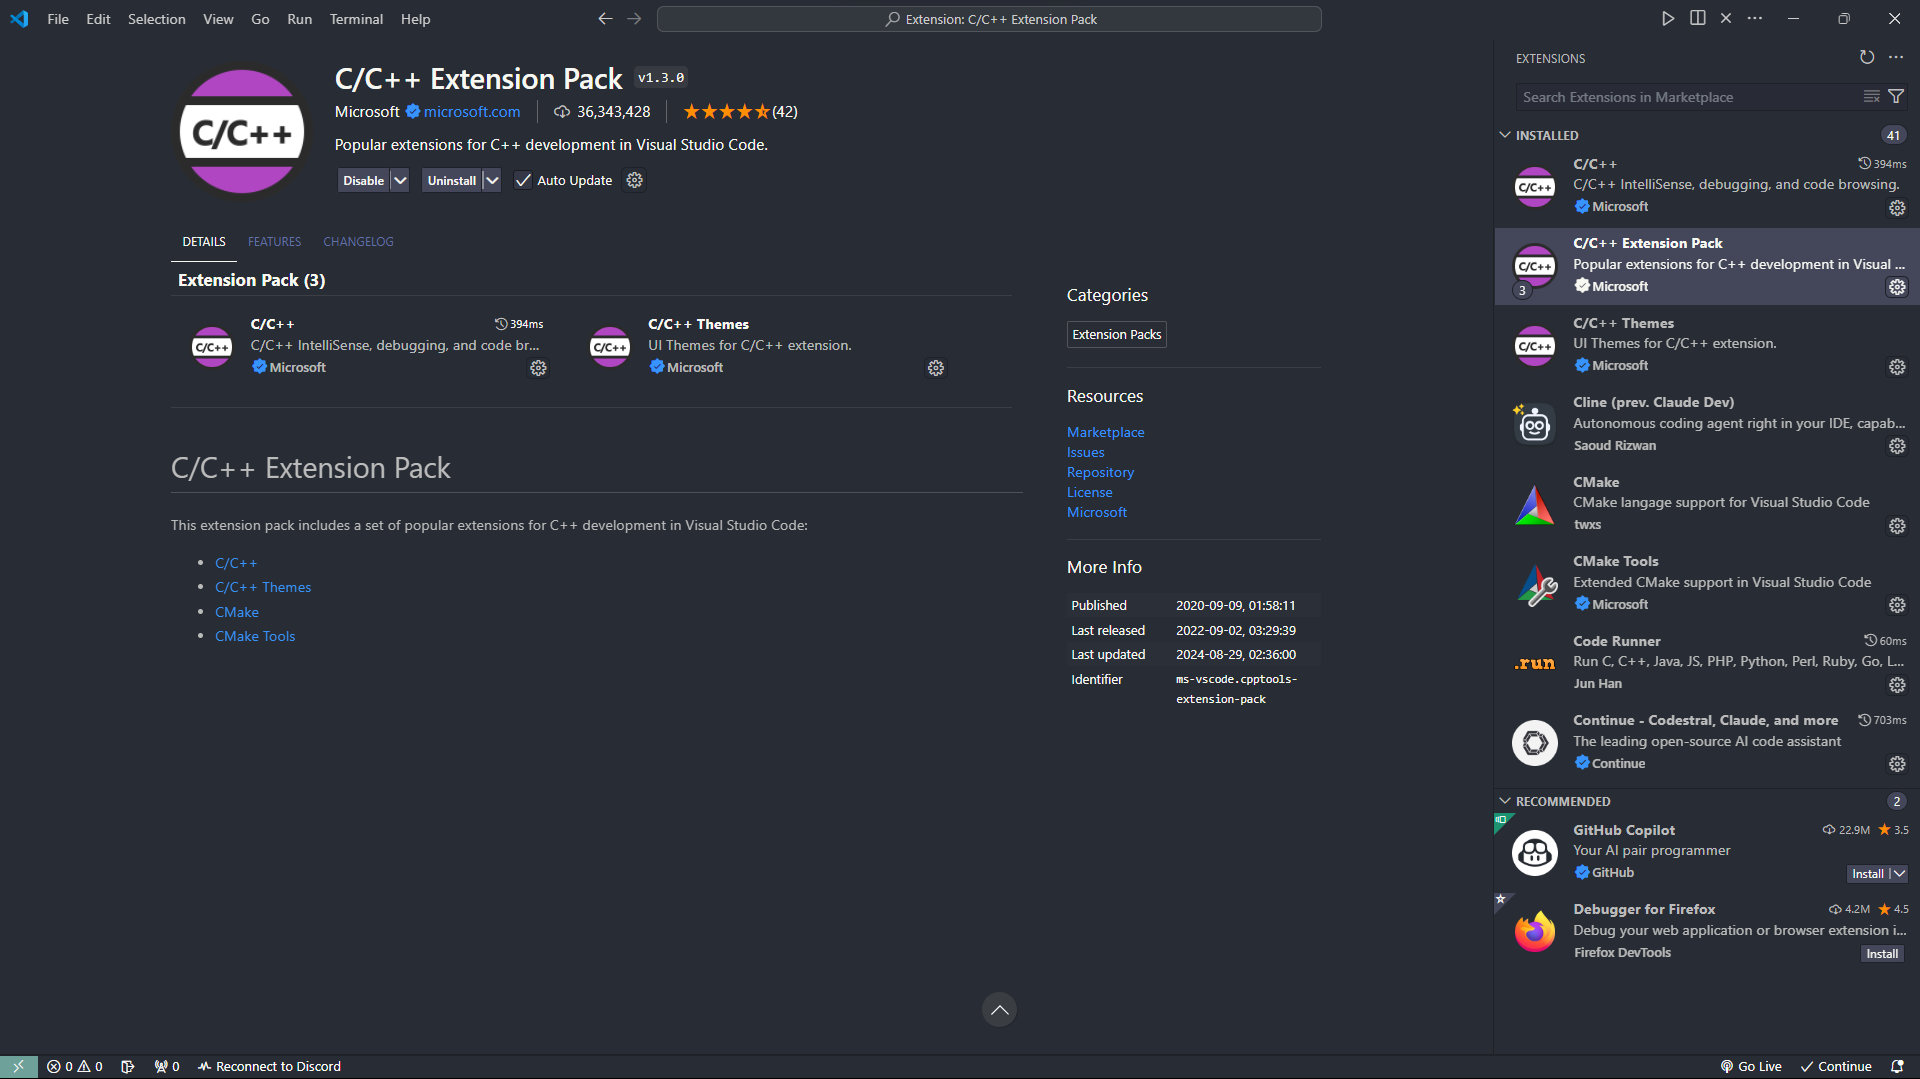 File Edit Selection View Go Run Terminal Help
Extension: C/C++ Extension Pack
C/C++
C/C++ Extension Pack v1.3.0
Microsoft microsoft.com 36,343,428 (42)
Popular extensions for C++ development in Visual Studio Code.
Disable Uninstall Auto Update
DETAILS FEATURES CHANGELOG
Extension Pack (3)
C/C++
C/C++ 394ms
C/C++ IntelliSense, debugging, and code br...
Microsoft
C/C++
C/C++ Themes
UI Themes for C/C++ extension.
Microsoft
C/C++ Extension Pack
This extension pack includes a set of popular extensions for C++ development in Visual Studio Code:
• C/C++
• C/C++ Themes
• CMake
• CMake Tools
Categories
Extension Packs
Resources
Marketplace
Issues
Repository
License
Microsoft
More Info
Published 2020-09-09, 01:58:11
Last released 2022-09-02, 03:29:39
Last updated 2024-08-29, 02:36:00
Identifier ms-vscode.cpptools-
extension-pack
EXTENSIONS
Search Extensions in Marketplace
INSTALLED 41
C/C++
C/C++ 394ms
C/C++ IntelliSense, debugging, and code browsing.
Microsoft
C/C++
3
C/C++ Extension Pack
Popular extensions for C++ development in Visual ...
Microsoft
C/C++
C/C++ Themes
UI Themes for C/C++ extension.
Microsoft
Cline (prev. Claude Dev)
Autonomous coding agent right in your IDE, capab...
Saoud Rizwan
CMake
CMake langage support for Visual Studio Code
twxs
CMake Tools
Extended CMake support in Visual Studio Code
Microsoft
.run
Code Runner 60ms
Run C, C++, Java, JS, PHP, Python, Perl, Ruby, Go, L...
Jun Han
Continue - Codestral, Claude, and more 703ms
The leading open-source AI code assistant
Continue
RECOMMENDED 2
GitHub Copilot 22.9M 3.5
Your AI pair programmer
GitHub Install
Debugger for Firefox 4.2M 4.5
Debug your web application or browser extension i...
Firefox DevTools Install
0 0 0 Reconnect to Discord
Go Live Continue